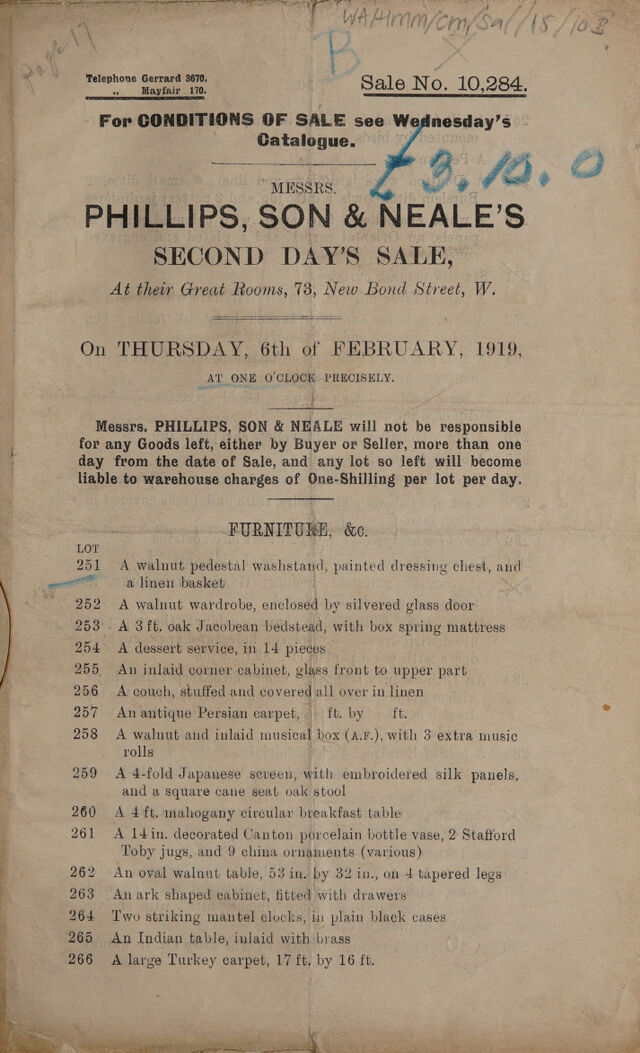 page 17
WAHMM/CM/Sal/15/103
B
Telephone Gerrard 3670.
„ Mayfair 170.
Sale No. 10,284.
For CONDITIONS OF SALE see Wednesday's
Catalogue.
£3.10.0
MESSRS.
PHILLIPS, SON & NEALE'S
SECOND DAY'S SALE,
At their Great Rooms, 73, New Bond Street, W.
On THURSDAY, 6th of FEBRUARY, 1919,
AT ONE O'CLOCK PRECISELY.
Messrs. PHILLIPS, SON & NEALE will not be responsible
for any Goods left, either by Buyer or Seller, more than one
day from the date of Sale, and any lot so left will become
liable to warehouse charges of One-Shilling per lot per day.
FURNITURE, &c.
LOT
251 A walnut pedestal washstand, painted dressing chest, and
a linen basket
252 A walnut wardrobe, enclosed by silvered glass door
253 A 3 ft. oak Jacobean bedstead, with box spring mattress
254 A dessert service, in 14 pieces
255 An inlaid corner cabinet, glass front to upper part
256 A couch, stuffed and covered all over in linen
257 An antique Persian carpet, ft. by ft.
258 A walnut and inlaid musical box (A.F.), with 3 extra music
rolls
259 A 4-fold Japanese screen, with embroidered silk panels,
and a square cane seat oak stool
260 A 4 ft. mahogany circular breakfast table
261 A 14 in. decorated Canton porcelain bottle vase, 2 Stafford
Toby jugs, and 9 china ornaments (various)
262 An oval walnut table, 53 in. by 32 in., on 4 tapered legs
263 An ark shaped cabinet, fitted with drawers
264 Two striking mantel clocks, in plain black cases
265 An Indian table, inlaid with brass
266 A large Turkey carpet, 17 ft. by 16 ft.